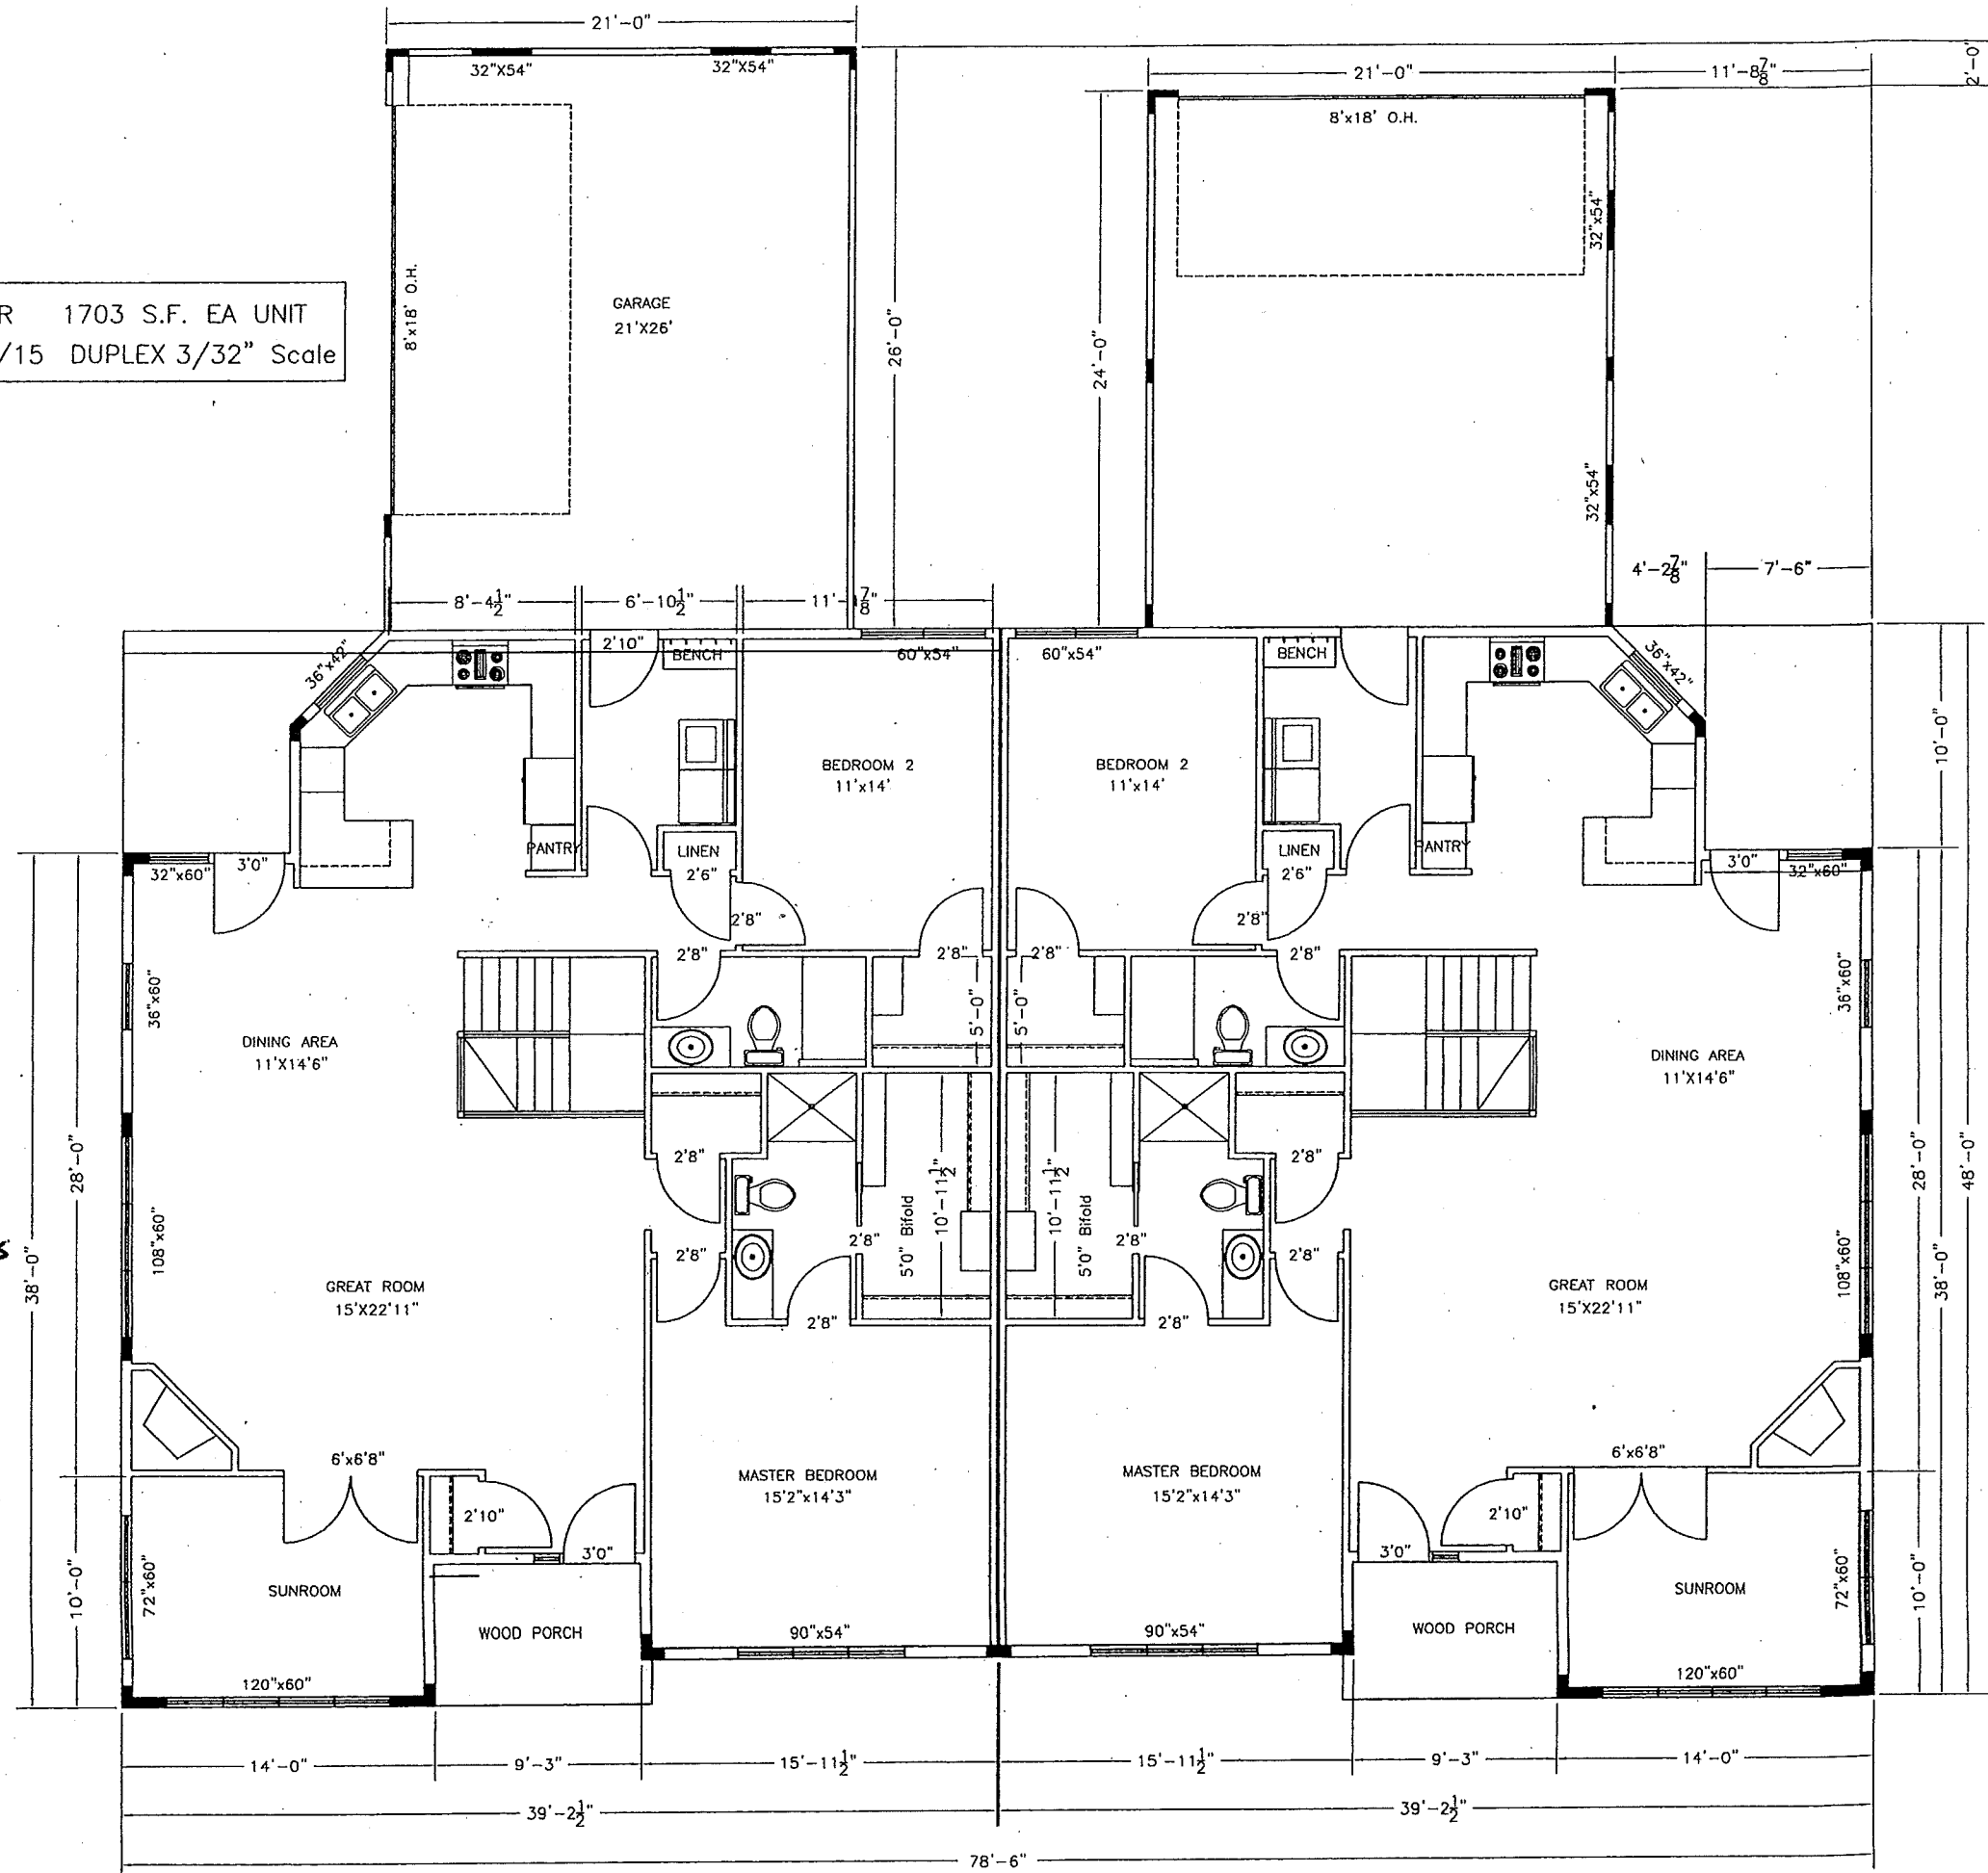 21'-0"
32"X54" 32"X54"
21'-0" 11'-8 7/8" 2'-0"
8'x18' O.H.
R 1703 S.F. EA UNIT
/15 DUPLEX 3/32" Scale
8'x18' O.H.
GARAGE
21'X26'
26'-0"
24'-0"
32"x54"
32"x54"
4'-2 7/8" 7'-6"
8'-4 1/2" 6'-10 1/2" 11'-7/8"
36"x42" 2'10" BENCH 60"x54" 60"x54" BENCH 36"x42"
10'-0"
BEDROOM 2
11'x14'
BEDROOM 2
11'x14'
PANTRY LINEN
2'6"
LINEN
2'6"
PANTRY
32"x60" 3'0" 3'0" 32"x60"
2'8" 2'8"
2'8" 2'8" 2'8" 2'8"
36"x60" 5'-0" 5'-0" 36"x60"
DINING AREA
11'X14'6"
DINING AREA
11'X14'6"
28'-0" 38'-0" 108"x60"
2'8" 2'8"
10'-11 1/2" 10'-11 1/2"
5'0" Bifold 5'0" Bifold
2'8" 2'8" 2'8" 2'8"
28'-0" 38'-0" 48'-0" 108"x60"
GREAT ROOM
15'X22'11"
GREAT ROOM
15'X22'11"
2'8" 2'8"
6'x6'8" 6'x6'8"
MASTER BEDROOM
15'2"x14'3"
MASTER BEDROOM
15'2"x14'3"
2'10" 2'10"
3'0" 3'0"
10'-0" 72"x60" SUNROOM SUNROOM 72"x60" 10'-0"
WOOD PORCH 90"x54" 90"x54" WOOD PORCH
120"x60" 120"x60"
14'-0" 9'-3" 15'-11 1/2" 15'-11 1/2" 9'-3" 14'-0"
39'-2 1/2" 39'-2 1/2"
78'-6"